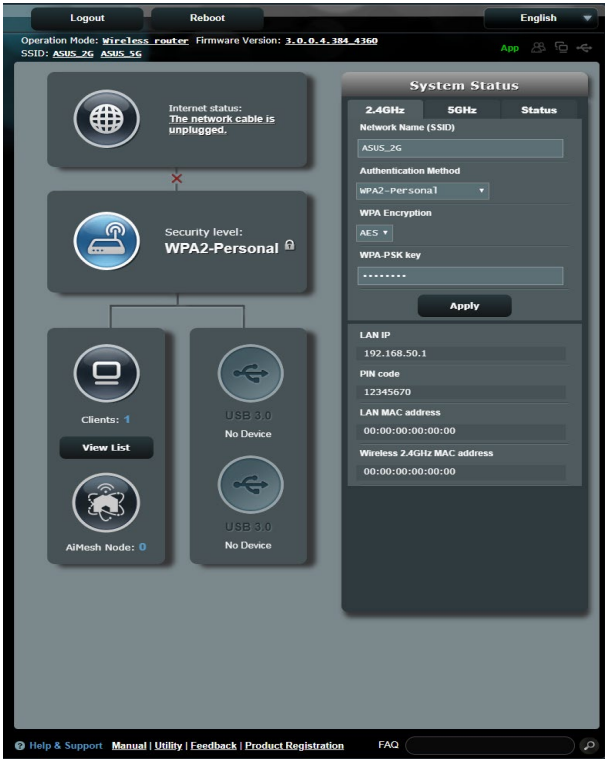 Logout Reboot English
Operation Mode: Wireless router Firmware Version: 3.0.0.4.384_4360
SSID: ASUS_2G ASUS_5G
App
Internet status:
The network cable is
unplugged.
Security level:
WPA2-Personal
Clients: 1
View List
AiMesh Node: 0
USB 3.0
No Device
USB 3.0
No Device
System Status
2.4GHz 5GHz Status
Network Name (SSID)
ASUS_2G
Authentication Method
WPA2-Personal
WPA Encryption
AES
WPA-PSK key
••••••••
Apply
LAN IP
192.168.50.1
PIN code
12345670
LAN MAC address
00:00:00:00:00:00
Wireless 2.4GHz MAC address
00:00:00:00:00:00
Help & Support Manual | Utility | Feedback | Product Registration FAQ